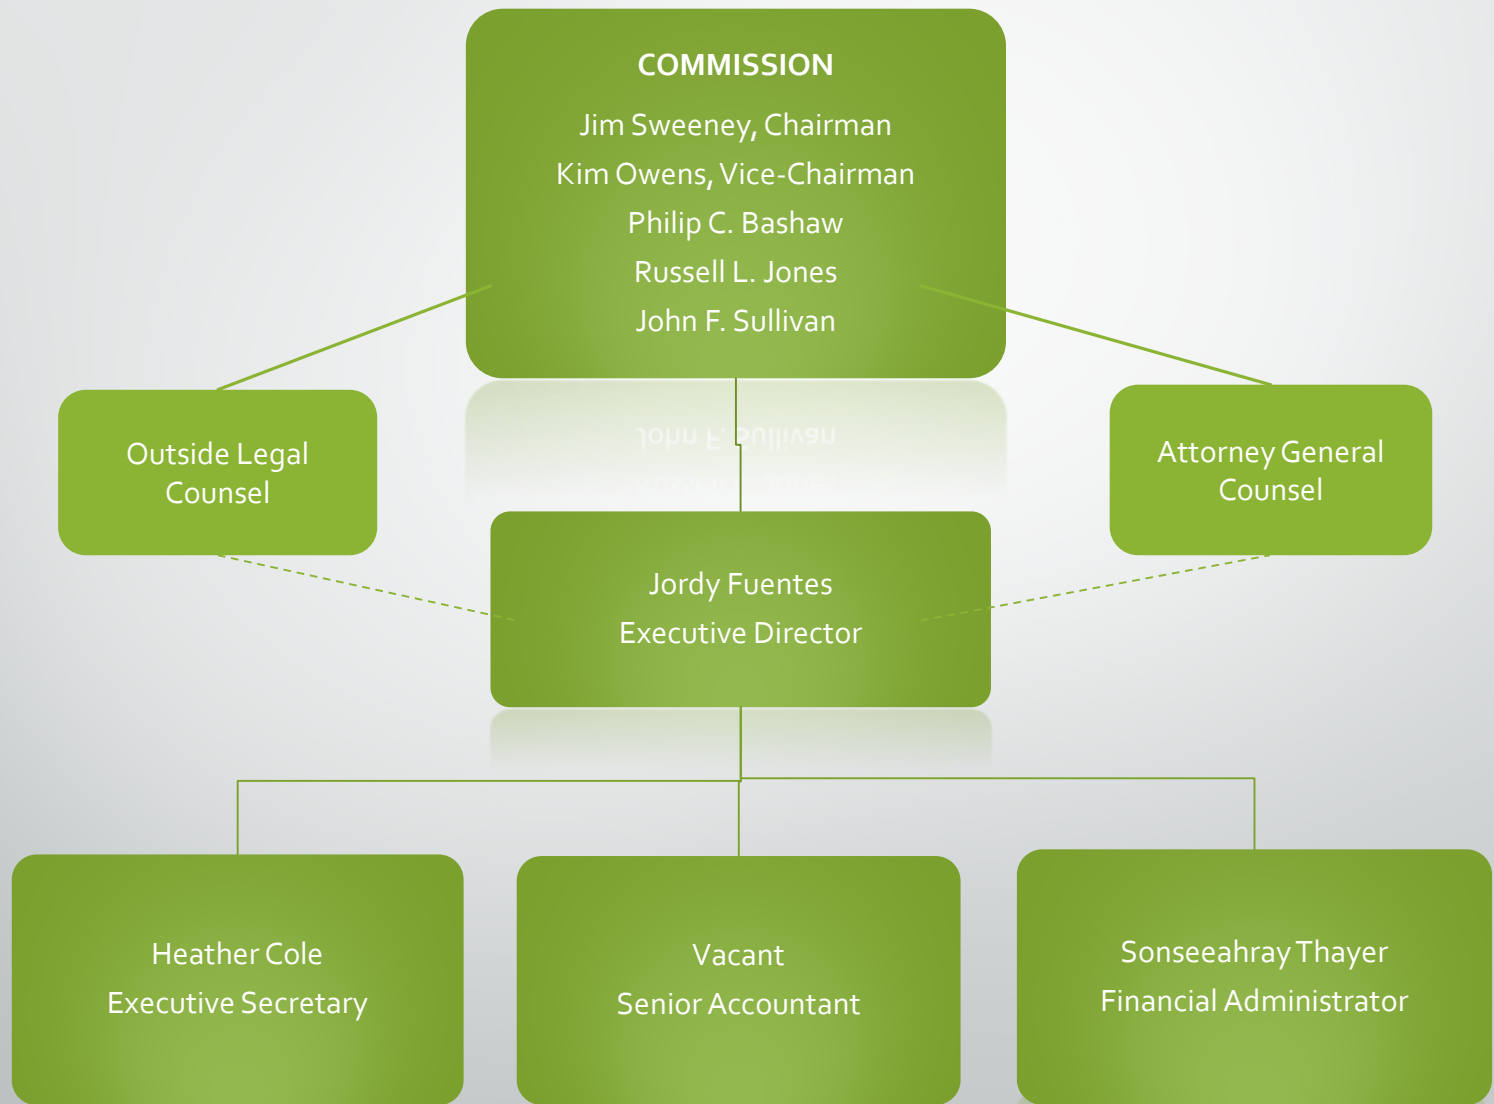 COMMISSION
Jim Sweeney, Chairman
Kim Owens, Vice-Chairman
Philip C. Bashaw
Russell L. Jones
John F. Sullivan
Outside Legal
Counsel
Attorney General
Counsel
Jordy Fuentes
Executive Director
Heather Cole
Executive Secretary
Vacant
Senior Accountant
Sonseeahray Thayer
Financial Administrator